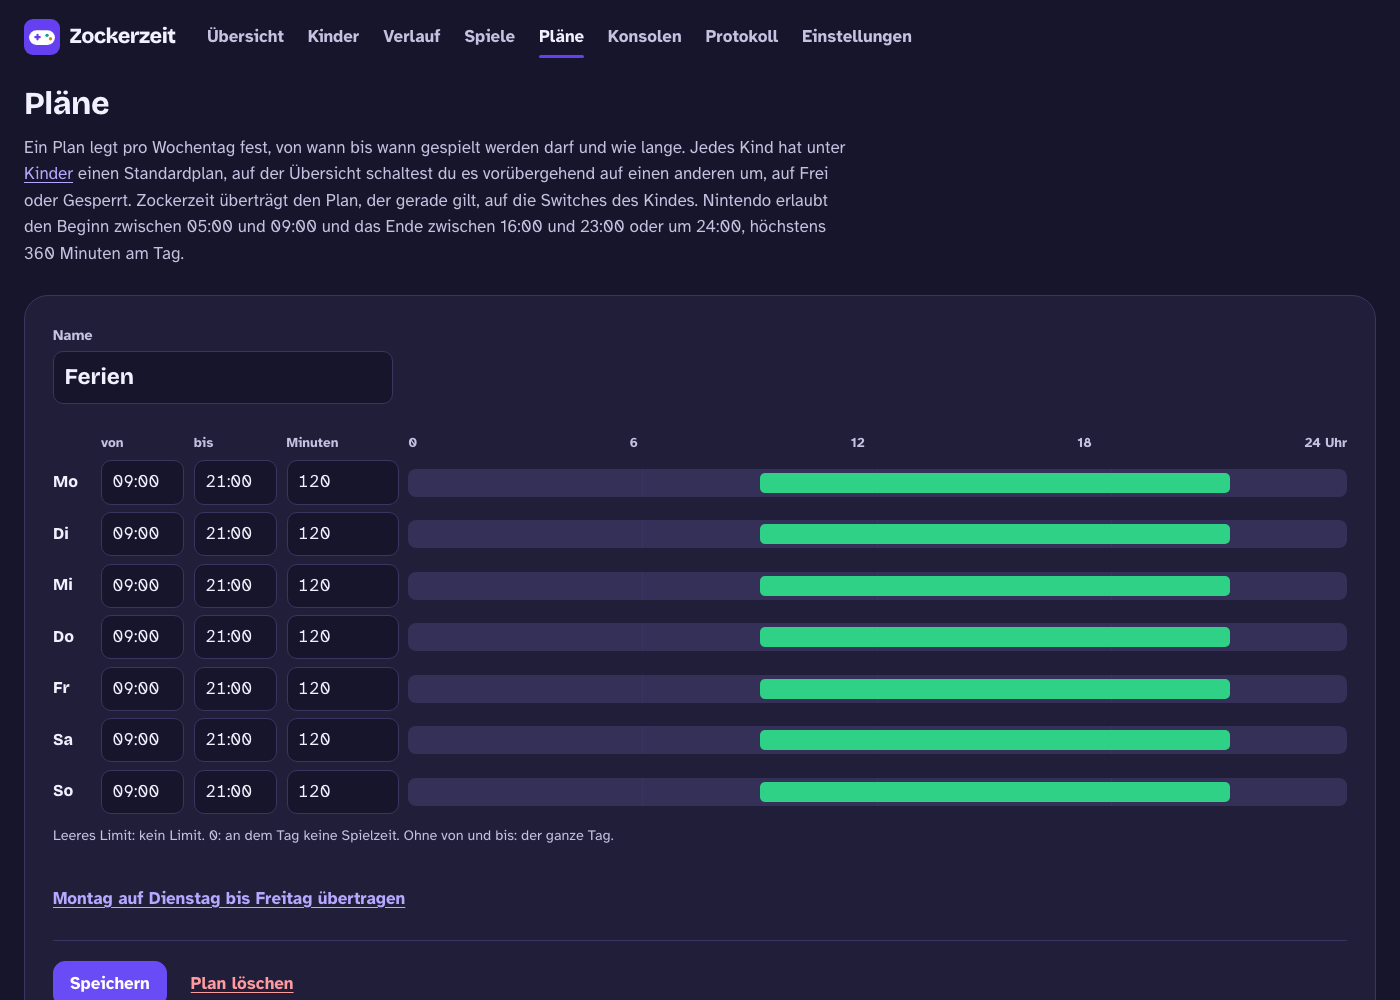 Zockerzeit Übersicht Kinder Verlauf Spiele Pläne Konsolen Protokoll Einstellungen
Pläne
Ein Plan legt pro Wochentag fest, von wann bis wann gespielt werden darf und wie lange. Jedes Kind hat unter
Kinder einen Standardplan, auf der Übersicht schaltest du es vorübergehend auf einen anderen um, auf Frei
oder Gesperrt. Zockerzeit überträgt den Plan, der gerade gilt, auf die Switches des Kindes. Nintendo erlaubt
den Beginn zwischen 05:00 und 09:00 und das Ende zwischen 16:00 und 23:00 oder um 24:00, höchstens
360 Minuten am Tag.
Name
Ferien
von bis Minuten 0 6 12 18 24 Uhr
Mo 09:00 21:00 120
Di 09:00 21:00 120
Mi 09:00 21:00 120
Do 09:00 21:00 120
Fr 09:00 21:00 120
Sa 09:00 21:00 120
So 09:00 21:00 120
Leeres Limit: kein Limit. 0: an dem Tag keine Spielzeit. Ohne von und bis: der ganze Tag.
Montag auf Dienstag bis Freitag übertragen
Speichern Plan löschen